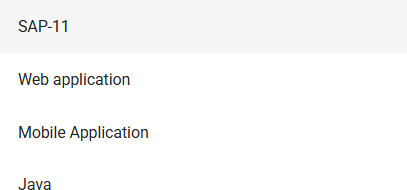 SAP-11
Web application
Mobile Application
Java